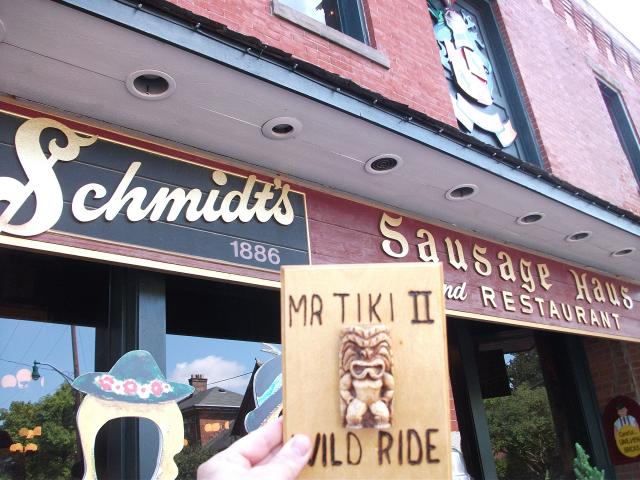 Schmidt's
1886
Sausage Haus
and RESTAURANT
MR TIKI II
WILD RIDE